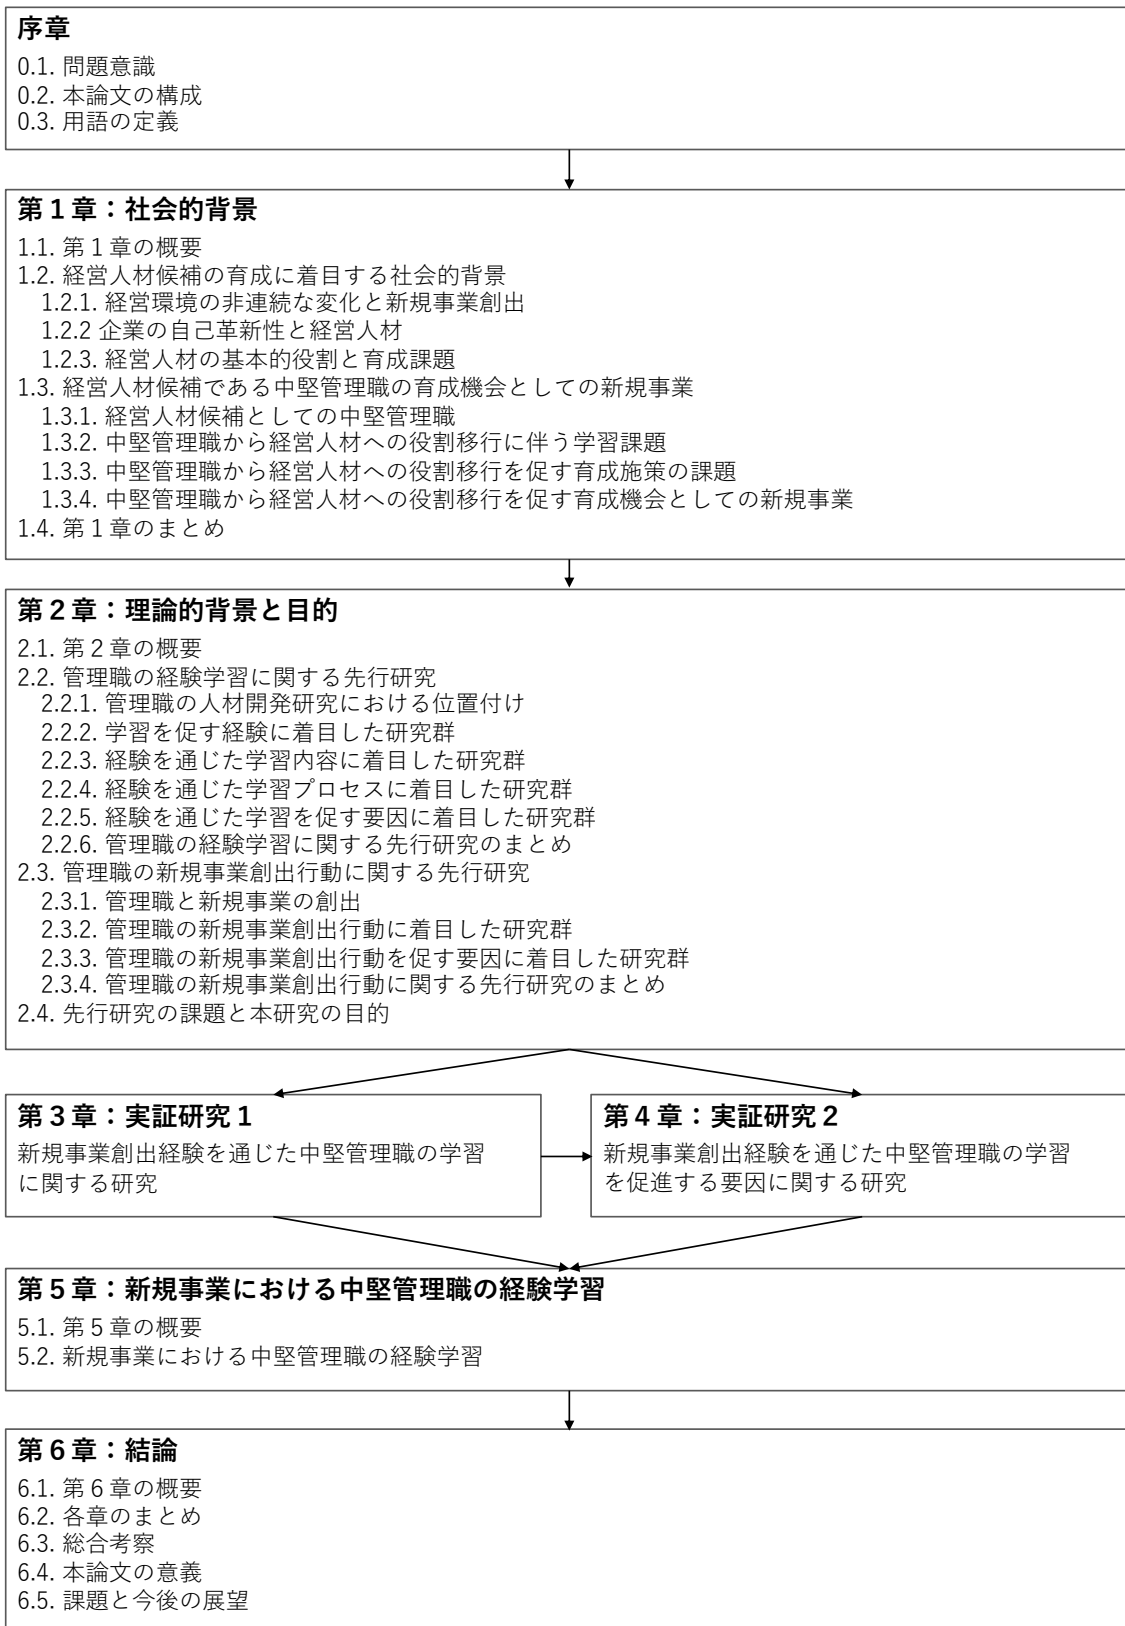 序章
0.1. 問題意識
0.2. 本論文の構成
0.3. 用語の定義
第１章：社会的背景
1.1. 第１章の概要
1.2. 経営人材候補の育成に着目する社会的背景
1.2.1. 経営環境の非連続な変化と新規事業創出
1.2.2 企業の自己革新性と経営人材
1.2.3. 経営人材の基本的役割と育成課題
1.3. 経営人材候補である中堅管理職の育成機会としての新規事業
1.3.1. 経営人材候補としての中堅管理職
1.3.2. 中堅管理職から経営人材への役割移行に伴う学習課題
1.3.3. 中堅管理職から経営人材への役割移行を促す育成施策の課題
1.3.4. 中堅管理職から経営人材への役割移行を促す育成機会としての新規事業
1.4. 第１章のまとめ
第２章：理論的背景と目的
2.1. 第２章の概要
2.2. 管理職の経験学習に関する先行研究
2.2.1. 管理職の人材開発研究における位置付け
2.2.2. 学習を促す経験に着目した研究群
2.2.3. 経験を通じた学習内容に着目した研究群
2.2.4. 経験を通じた学習プロセスに着目した研究群
2.2.5. 経験を通じた学習を促す要因に着目した研究群
2.2.6. 管理職の経験学習に関する先行研究のまとめ
2.3. 管理職の新規事業創出行動に関する先行研究
2.3.1. 管理職と新規事業の創出
2.3.2. 管理職の新規事業創出行動に着目した研究群
2.3.3. 管理職の新規事業創出行動を促す要因に着目した研究群
2.3.4. 管理職の新規事業創出行動に関する先行研究のまとめ
2.4. 先行研究の課題と本研究の目的
第３章：実証研究１
新規事業創出経験を通じた中堅管理職の学習
に関する研究
第４章：実証研究２
新規事業創出経験を通じた中堅管理職の学習
を促進する要因に関する研究
第５章：新規事業における中堅管理職の経験学習
5.1. 第５章の概要
5.2. 新規事業における中堅管理職の経験学習
第６章：結論
6.1. 第６章の概要
6.2. 各章のまとめ
6.3. 総合考察
6.4. 本論文の意義
6.5. 課題と今後の展望